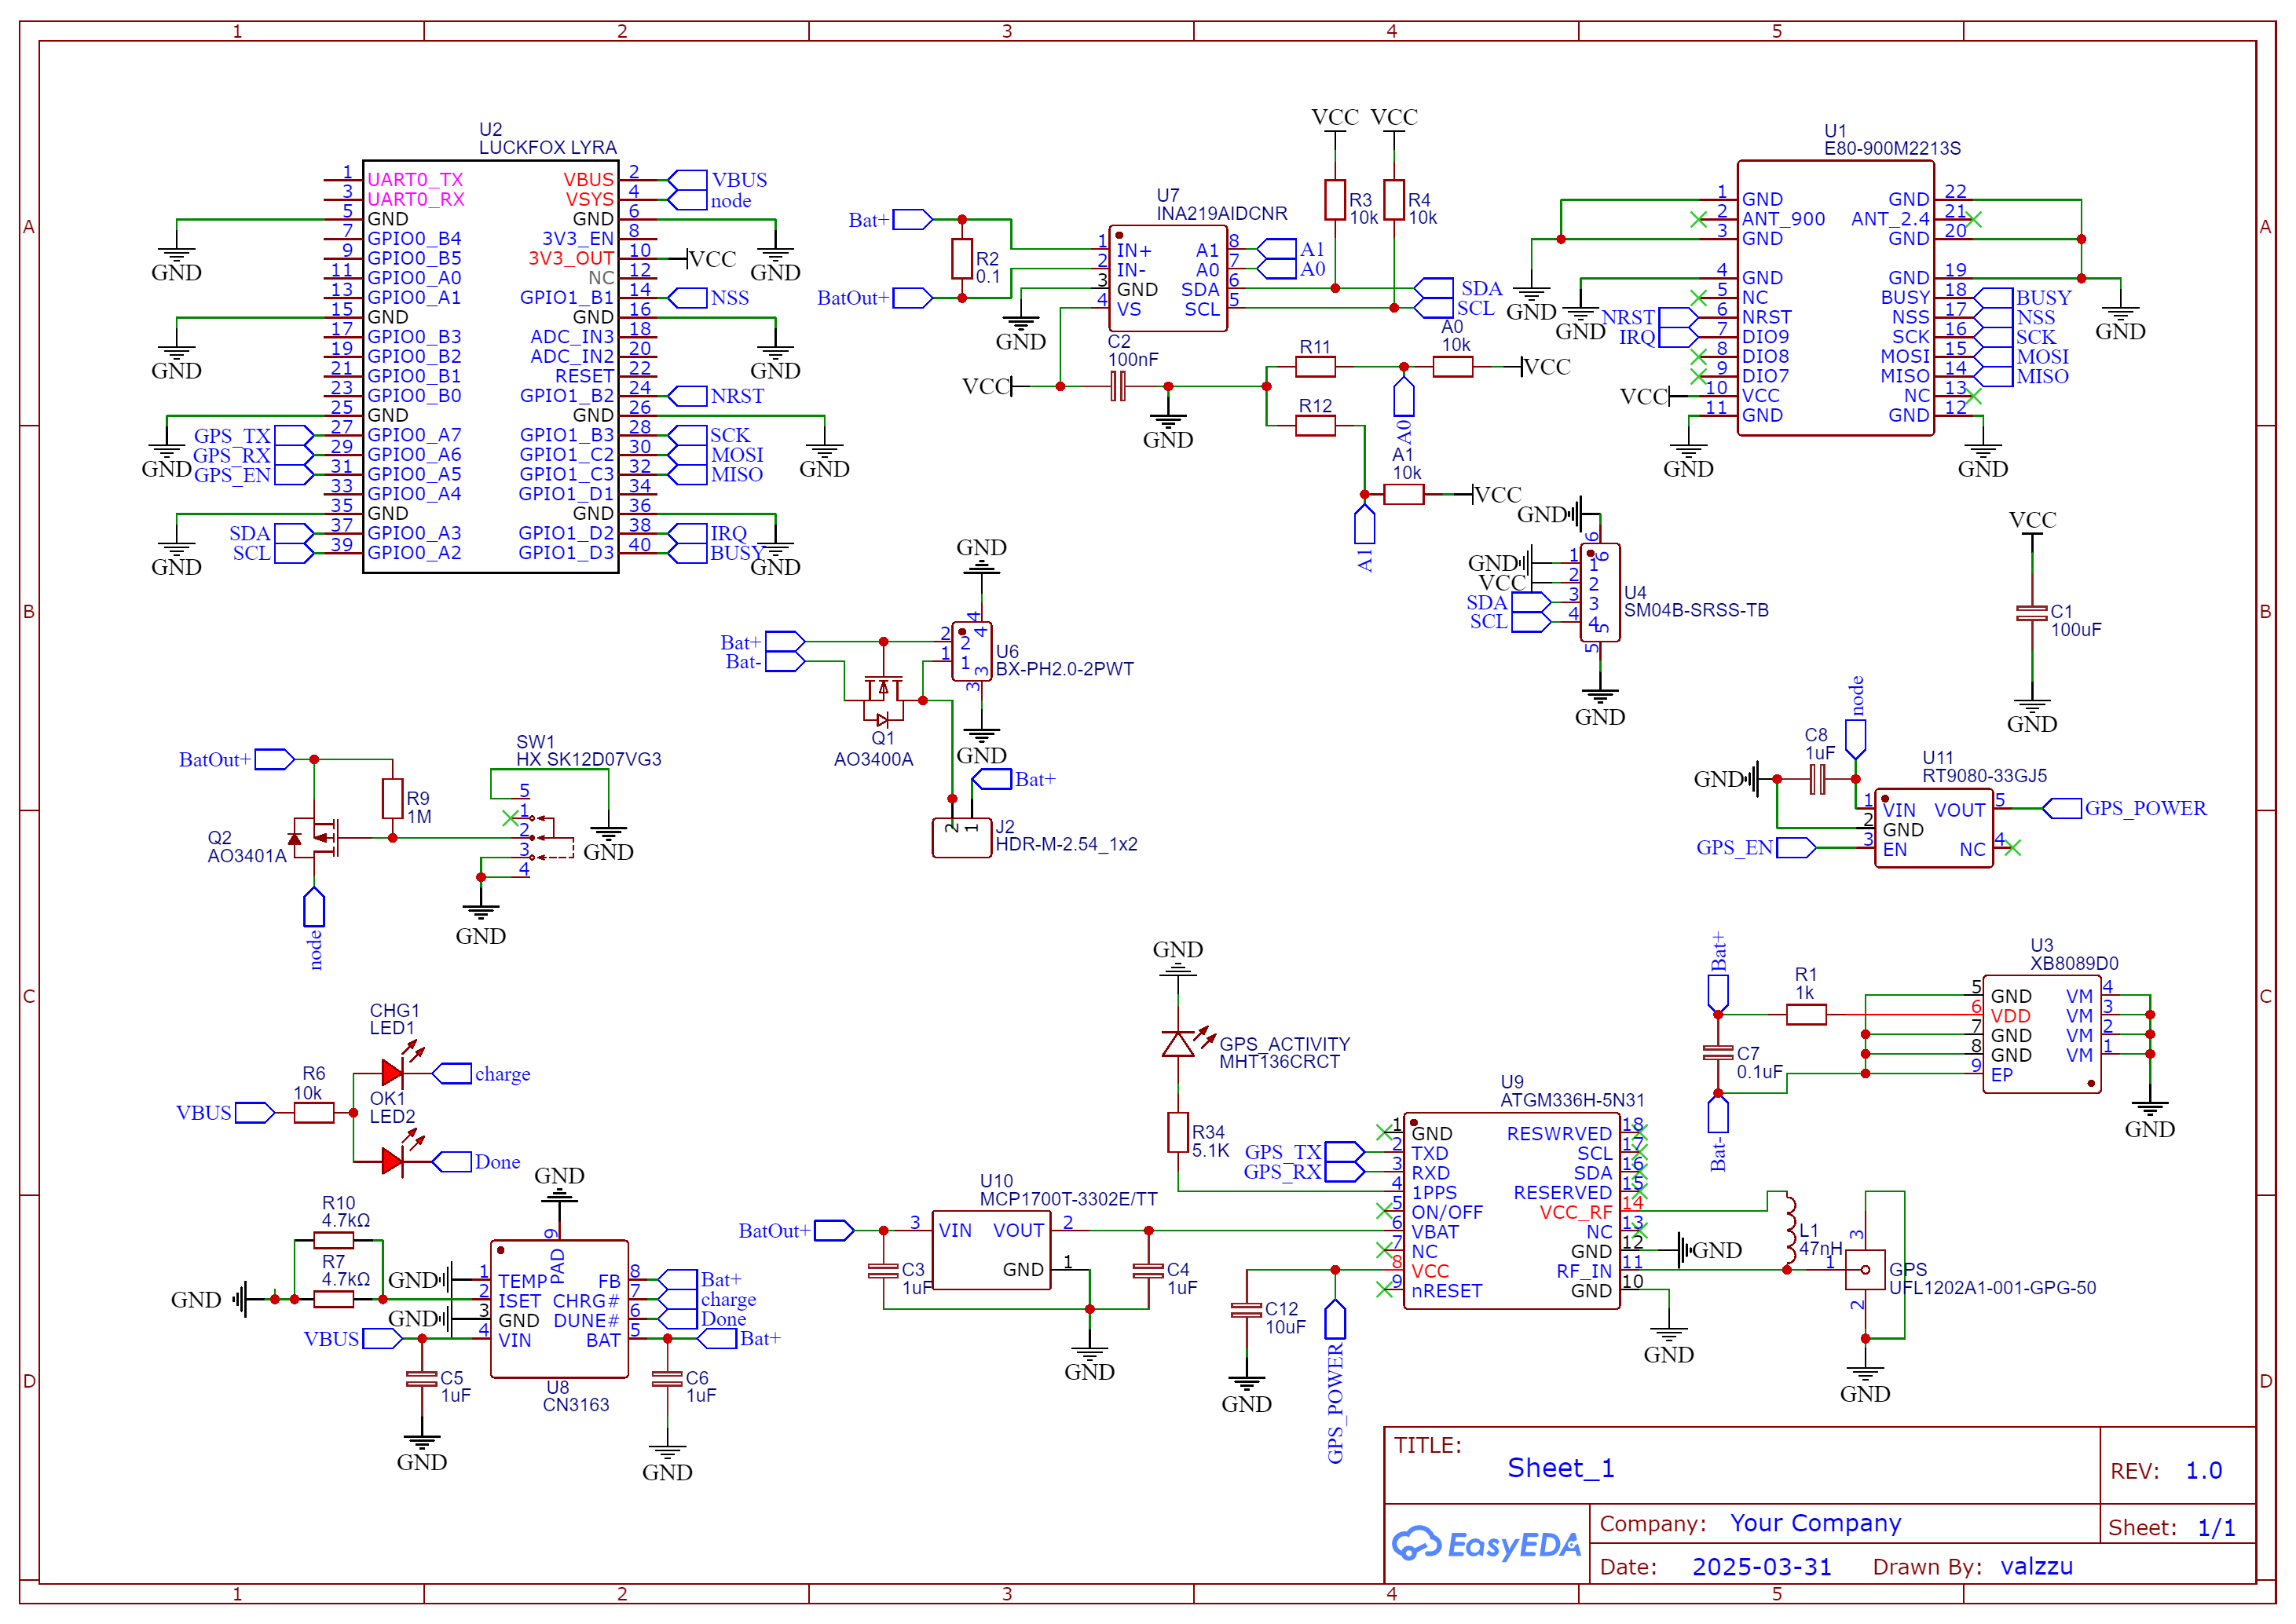 1 2 3 4 5
A
B
C
D
A
B
C
D
1 2 3 4 5
U2
LUCKFOX LYRA
1 UART0_TX VBUS 2 VBUS
3 UART0_RX VSYS 4 node
5 GND GND 6
7 GPIO0_B4 3V3_EN 8
9 GPIO0_B5 3V3_OUT 10 VCC
11 GPIO0_A0 NC 12
13 GPIO0_A1 GPIO1_B1 14 NSS
15 GND GND 16
17 GPIO0_B3 ADC_IN3 18
19 GPIO0_B2 ADC_IN2 20
21 GPIO0_B1 RESET 22
23 GPIO0_B0 GPIO1_B2 24 NRST
25 GND GND 26
GPS_TX 27 GPIO0_A7 GPIO1_B3 28 SCK
GPS_RX 29 GPIO0_A6 GPIO1_C2 30 MOSI
GPS_EN 31 GPIO0_A5 GPIO1_C3 32 MISO
33 GPIO0_A4 GPIO1_D1 34
35 GND GND 36
SDA 37 GPIO0_A3 GPIO1_D2 38 IRQ
SCL 39 GPIO0_A2 GPIO1_D3 40 BUSY
GND GND
GND GND
GND GND
GND GND
VCC VCC
R3
10k
R4
10k
U7
INA219AIDCNR
Bat+
R2
0.1
BatOut+
1 IN+ A1 8 A1
2 IN- A0 7 A0
3 GND SDA 6 SDA
4 VS SCL 5 SCL
GND
C2
100nF
VCC
GND
R11
A0
10k
VCC
R12
A0
A1
10k
VCC
A1
U1
E80-900M2213S
1 GND GND 22
2 ANT_900 ANT_2.4 21
3 GND GND 20
4 GND GND 19
5 NC BUSY 18 BUSY
NRST 6 NRST NSS 17 NSS
IRQ 7 DIO9 SCK 16 SCK
8 DIO8 MOSI 15 MOSI
9 DIO7 MISO 14 MISO
VCC 10 VCC NC 13
11 GND GND 12
GND
GND
GND
GND
GND
GND
6 6
GND 1 1
VCC 2 2
SDA 3 3
SCL 4 4
5 5
U4
SM04B-SRSS-TB
GND
VCC
C1
100uF
GND
GND
4 4
Bat+ 2 2
Bat- 1 1
3 3
U6
BX-PH2.0-2PWT
Q1
AO3400A
GND
Bat+
2 1
J2
HDR-M-2.54_1x2
BatOut+
R9
1M
Q2
AO3401A
node
SW1
HX SK12D07VG3
5
1
2
3
4
GND
GND
node
C8
1uF
GND
U11
RT9080-33GJ5
1 VIN VOUT 5 GPS_POWER
2 GND
GPS_EN 3 EN NC 4
CHG1
LED1
charge
R6
10k
VBUS
OK1
LED2
Done
GND
R10
4.7kΩ
R7
4.7kΩ
GND
9 PAD
GND 1 TEMP FB 8 Bat+
2 ISET CHRG# 7 charge
GND 3 GND DUNE# 6 Done
VBUS 4 VIN BAT 5 Bat+
U8
CN3163
C5
1uF
GND
C6
1uF
GND
GND
GPS_ACTIVITY
MHT136CRCT
R34
5.1K
U10
MCP1700T-3302E/TT
BatOut+ 3 VIN VOUT 2
GND 1
C3
1uF
C4
1uF
GND
U9
ATGM336H-5N31
1 GND RESWRVED 18
GPS_TX 2 TXD SCL 17
GPS_RX 3 RXD SDA 16
4 1PPS RESERVED 15
5 ON/OFF VCC_RF 14
6 VBAT NC 13
7 NC GND 12 GND
8 VCC RF_IN 11
9 nRESET GND 10
C12
10uF
GND
GPS_POWER
GND
L1
47nH
3
1
2
GPS
UFL1202A1-001-GPG-50
GND
Bat+
R1
1k
C7
0.1uF
Bat-
U3
XB8089D0
5 GND VM 4
6 VDD VM 3
7 GND VM 2
8 GND VM 1
9 EP
GND
TITLE:
Sheet_1
REV: 1.0
EasyEDA
Company: Your Company
Sheet: 1/1
Date: 2025-03-31 Drawn By: valzzu